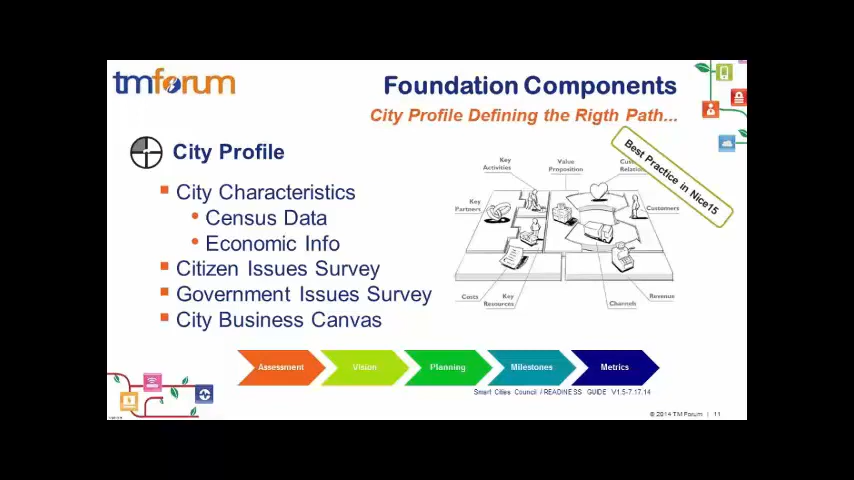 tmforum
Foundation Components
City Profile Defining the Rigth Path...
City Profile
City Characteristics
Census Data
Economic Info
Citizen Issues Survey
Government Issues Survey
City Business Canvas
Best Practice in Nice15
Key
Activities
Value
Proposition
Key
Partners
Customers
Costs
Key
Resources
Channels
Revenue
Assessment
Vision
Planning
Milestones
Metrics
Smart Cities Council / READINESS GUIDE V1.5-7.17.14
© 2014 TM Forum | 11